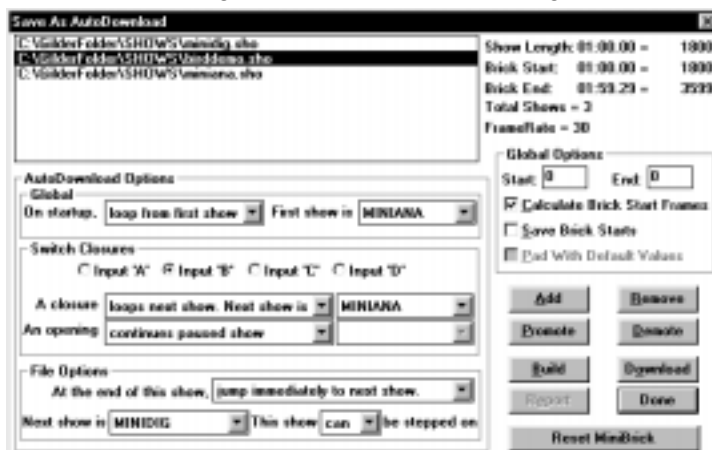 Save As AutoDownload
C:\GilderFolder\SHOWS\minidig.sho
C:\GilderFolder\SHOWS\birddemo.sho
C:\GilderFolder\SHOWS\miniana.sho
Show Length: 01:00.00 = 1800
Brick Start: 01:00.00 = 1800
Brick End: 01:59.29 = 3599
Total Shows = 3
FrameRate = 30
Global Options
Start 0 End 0
Calculate Brick Start Frames
Save Brick Starts
Pad With Default Values
AutoDownload Options
Global
On startup, loop from first show First show is MINIANA
Switch Closures
Input "A" Input "B" Input "C" Input "D"
A closure loops next show. Next show is MINIANA
An opening continues paused show
File Options
At the end of this show, jump immediately to next show.
Next show is MINIDIG This show can be stepped on
Add Remove
Promote Demote
Build Download
Report Done
Reset MiniBrick